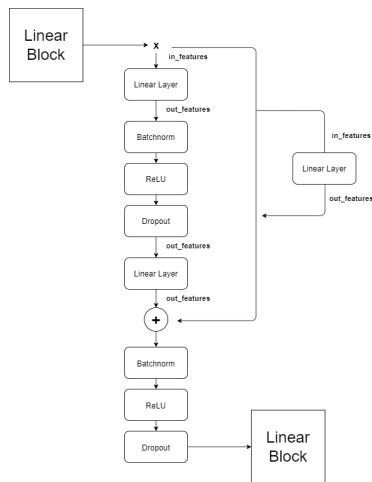 Linear
Block
x
in_features
Linear Layer
out_features
Batchnorm
ReLU
Dropout
out_features
Linear Layer
out_features
+
Batchnorm
ReLU
Dropout
in_features
Linear Layer
out_features
Linear
Block